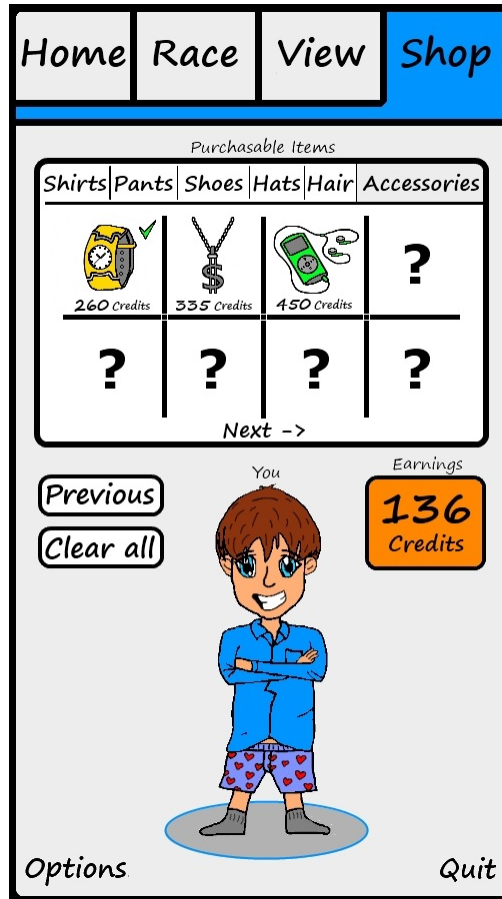 Home Race View Shop
Purchasable Items
Shirts Pants Shoes Hats Hair Accessories
$ ?
260 Credits 335 Credits 450 Credits
? ? ? ?
Next ->
You
Earnings
Previous
136
Credits
Clear all
Options
Quit